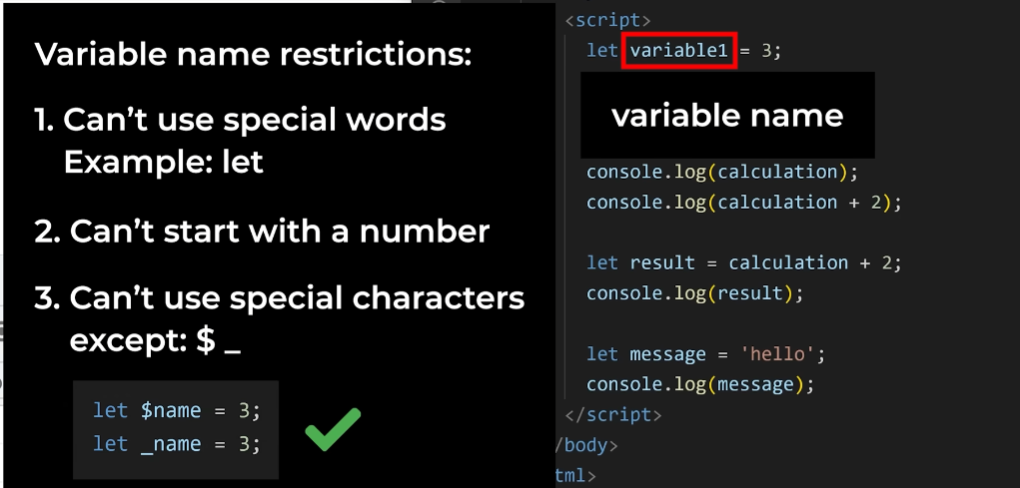 Variable name restrictions:
1. Can't use special words
Example: let
2. Can't start with a number
3. Can't use special characters
except: $ _
let $name = 3;
let _name = 3;
<script>
let variable1 = 3;
variable name
console.log(calculation);
console.log(calculation + 2);
let result = calculation + 2;
console.log(result);
let message = 'hello';
console.log(message);
</script>
/body>
tml>